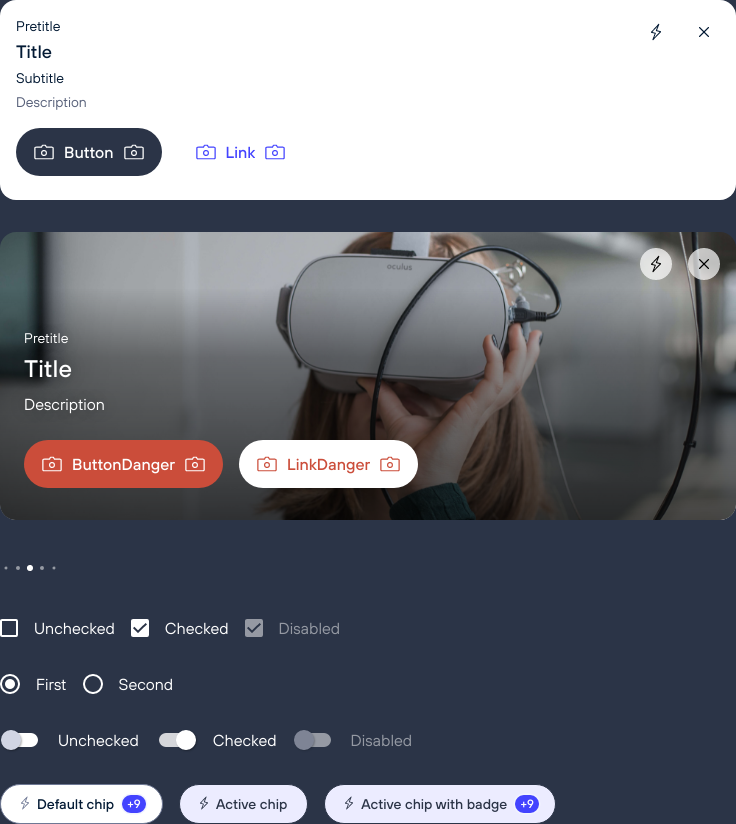 Pretitle
Title
Subtitle
Description
Button Link
oculus
Pretitle
Title
Description
ButtonDanger LinkDanger
Unchecked Checked Disabled
First Second
Unchecked Checked Disabled
Default chip +9 Active chip Active chip with badge +9